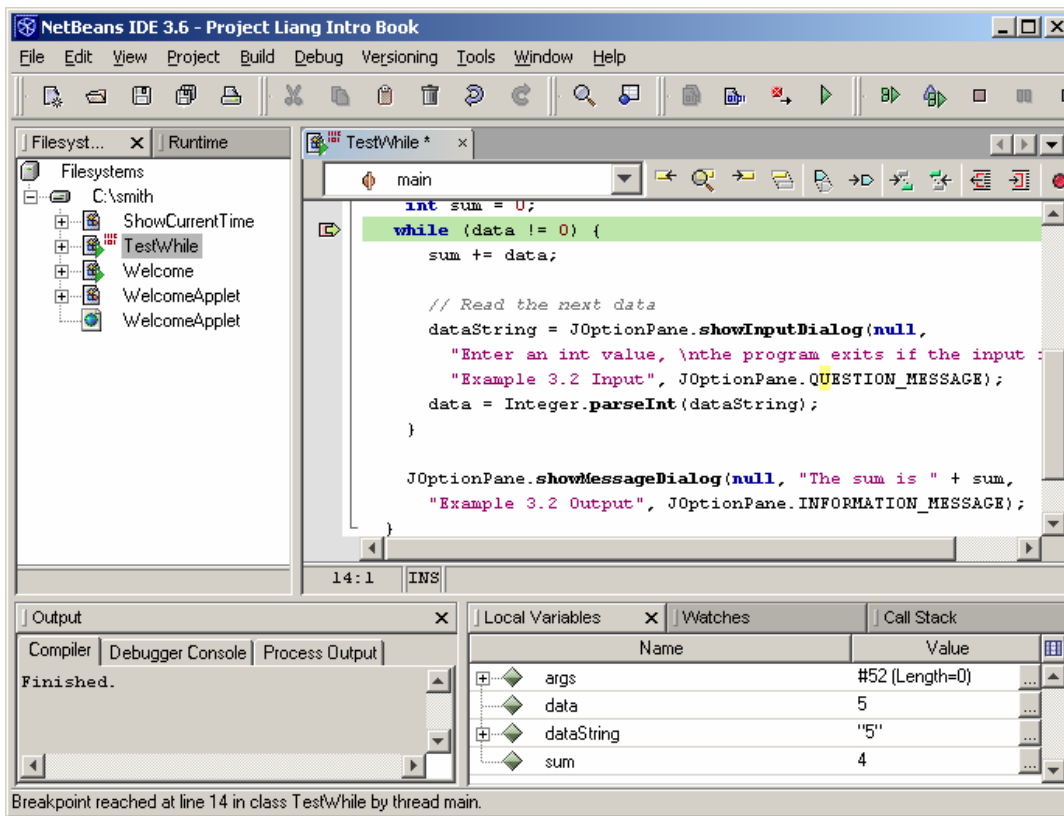 NetBeans IDE 3.6 - Project Liang Intro Book
File Edit View Project Build Debug Versioning Tools Window Help
Filesyst... Runtime
Filesystems
C:\smith
ShowCurrentTime
TestWhile
Welcome
WelcomeApplet
WelcomeApplet
TestWhile *
main
int sum = 0;
while (data != 0) {
sum += data;
// Read the next data
dataString = JOptionPane.showInputDialog(null,
"Enter an int value, \nthe program exits if the input
"Example 3.2 Input", JOptionPane.QUESTION_MESSAGE);
data = Integer.parseInt(dataString);
}
JOptionPane.showMessageDialog(null, "The sum is " + sum,
"Example 3.2 Output", JOptionPane.INFORMATION_MESSAGE);
}
14:1 INS
Output
Compiler Debugger Console Process Output
Finished.
Local Variables Watches Call Stack
Name Value
args #52 (Length=0)
data 5
dataString "5"
sum 4
Breakpoint reached at line 14 in class TestWhile by thread main.